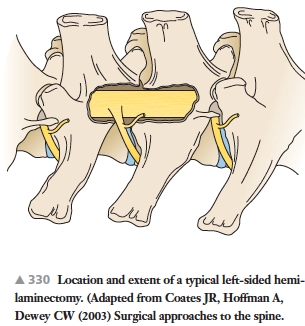 ▲ 330 Location and extent of a typical left-sided hemi-
laminectomy. (Adapted from Coates JR, Hoffman A,
Dewey CW (2003) Surgical approaches to the spine.